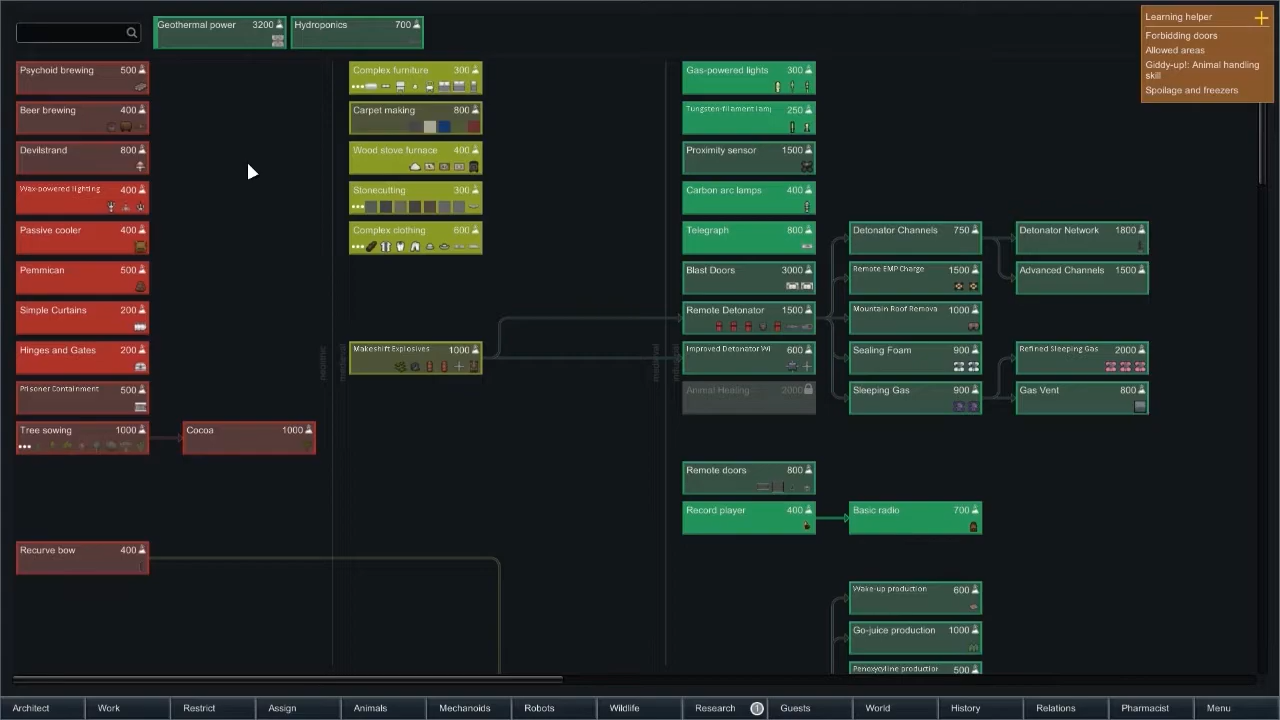 Geothermal power 3200
Hydroponics 700
Learning helper
Forbidding doors
Allowed areas
Giddy-up!: Animal handling
skill
Spoilage and freezers
Psychoid brewing 500
Complex furniture 300
Gas-powered lights 300
Beer brewing 400
Carpet making 800
Tungsten-filament lamp 250
Devilstrand 800
Wood stove furnace 400
Proximity sensor 1500
Wax-powered lighting 400
Stonecutting 300
Carbon arc lamps 400
Passive cooler 400
Complex clothing 600
Telegraph 800
Detonator Channels 750
Detonator Network 1800
Pemmican 500
Blast Doors 3000
Remote EMP Charge 1500
Advanced Channels 1500
Simple Curtains 200
Remote Detonator 1500
Mountain Roof Remova 1000
Hinges and Gates 200
neolithic
medieval
Makeshift Explosives 1000
medieval
industrial
Improved Detonator Wi 600
Sealing Foam 900
Refined Sleeping Gas 2000
Prisoner Containment 500
Animal Healing 2000
Sleeping Gas 900
Gas Vent 800
Tree sowing 1000
Cocoa 1000
Remote doors 800
Record player 400
Basic radio 700
Recurve bow 400
Wake-up production 600
Go-juice production 1000
Penoxycyline production 500
Architect
Work
Restrict
Assign
Animals
Mechanoids
Robots
Wildlife
Research
Guests
World
History
Factions
Relations
Pharmacist
Menu